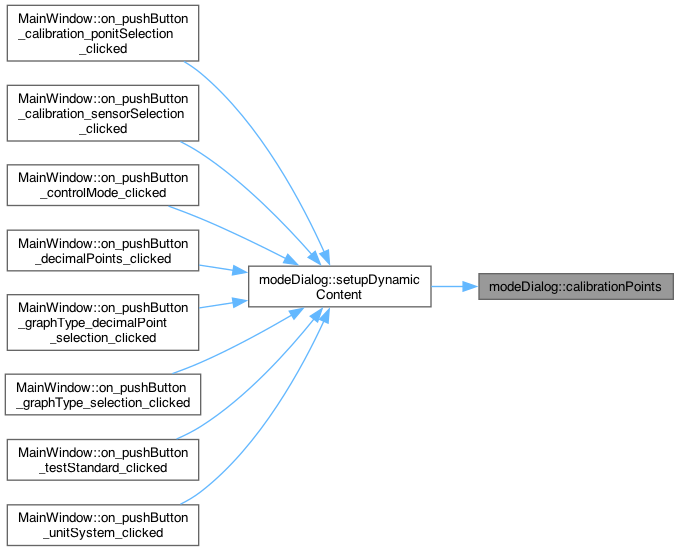 MainWindow::on_pushButton
_calibration_ponitSelection
_clicked
MainWindow::on_pushButton
_calibration_sensorSelection
_clicked
MainWindow::on_pushButton
_controlMode_clicked
MainWindow::on_pushButton
_decimalPoints_clicked
modeDialog::setupDynamic
Content
modeDialog::calibrationPoints
MainWindow::on_pushButton
_graphType_decimalPoint
_selection_clicked
MainWindow::on_pushButton
_graphType_selection_clicked
MainWindow::on_pushButton
_testStandard_clicked
MainWindow::on_pushButton
_unitSystem_clicked